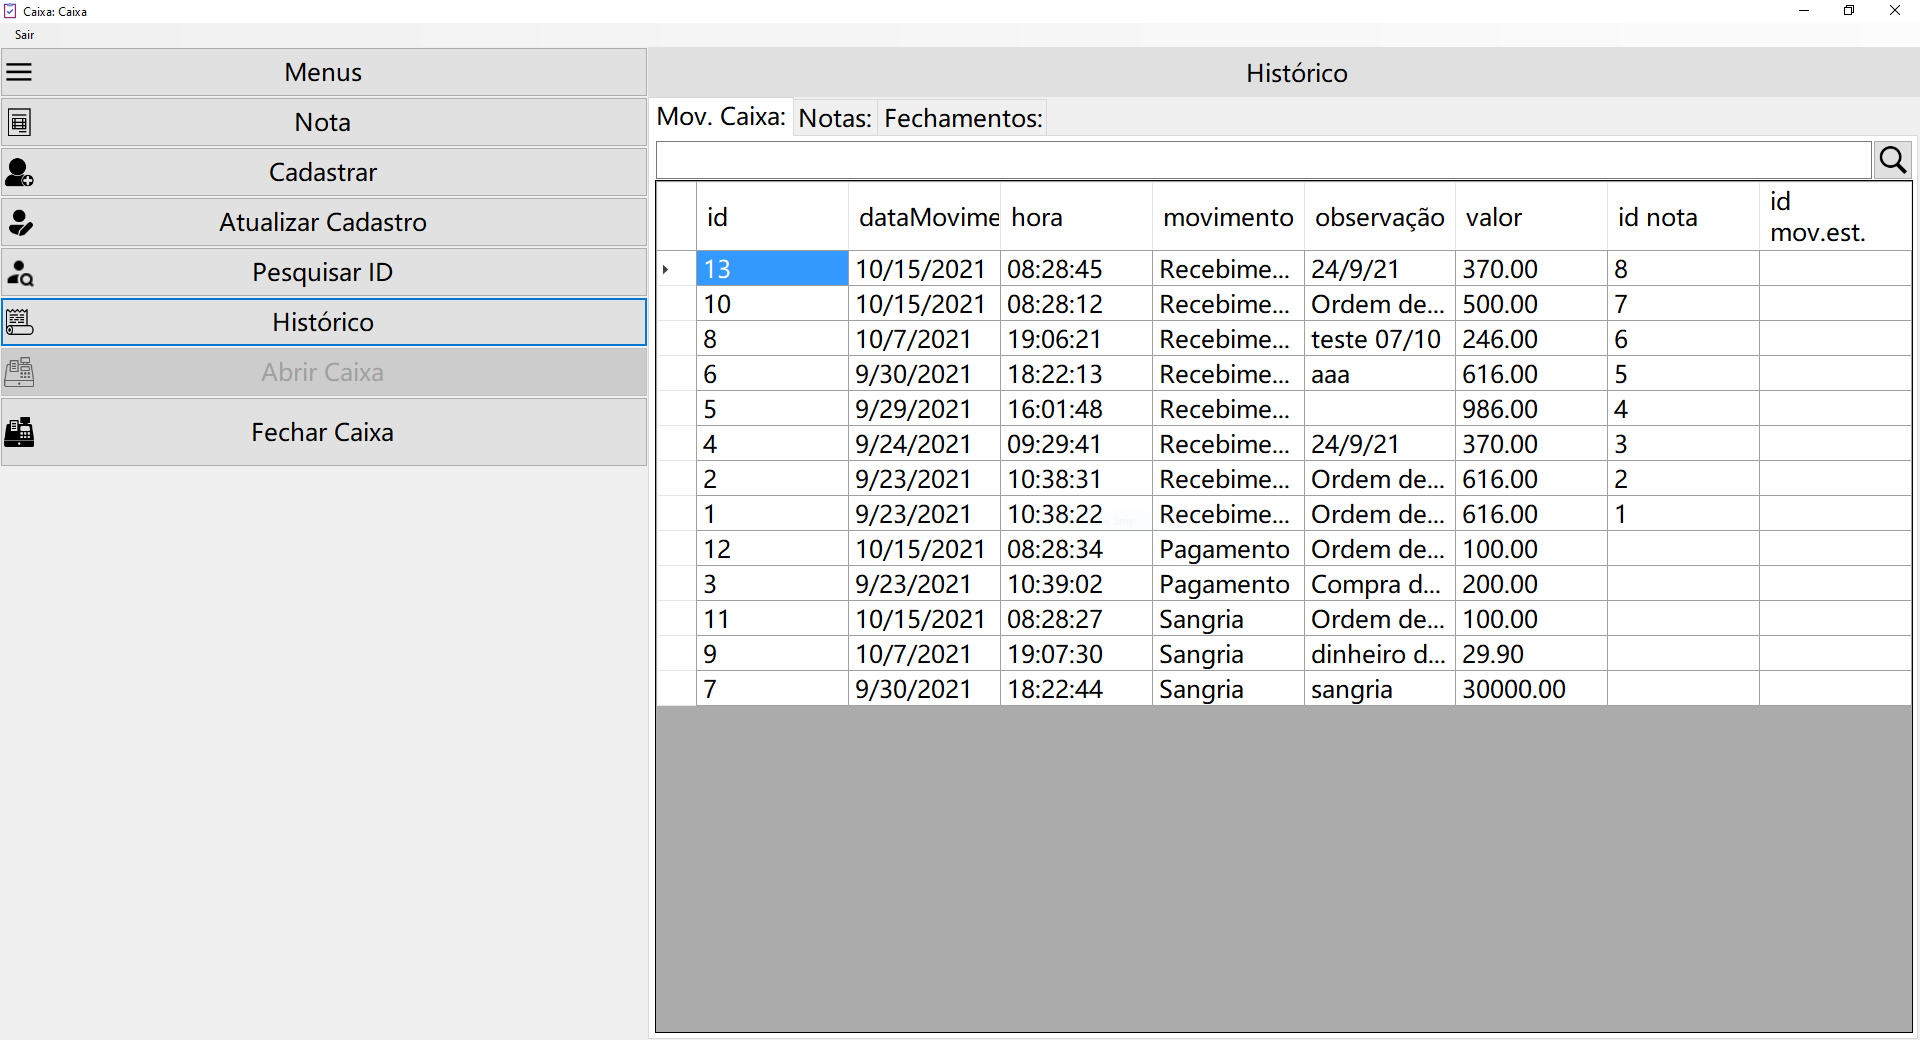 Caixa: Caixa
Sair
Menus
Nota
Cadastrar
Atualizar Cadastro
Pesquisar ID
Histórico
Abrir Caixa
Fechar Caixa
Histórico
Mov. Caixa: Notas: Fechamentos:
id dataMovime hora movimento observação valor id nota id mov.est.
13 10/15/2021 08:28:45 Recebime... 24/9/21 370.00 8
10 10/15/2021 08:28:12 Recebime... Ordem de... 500.00 7
8 10/7/2021 19:06:21 Recebime... teste 07/10 246.00 6
6 9/30/2021 18:22:13 Recebime... aaa 616.00 5
5 9/29/2021 16:01:48 Recebime... 986.00 4
4 9/24/2021 09:29:41 Recebime... 24/9/21 370.00 3
2 9/23/2021 10:38:31 Recebime... Ordem de... 616.00 2
1 9/23/2021 10:38:22 Recebime... Ordem de... 616.00 1
12 10/15/2021 08:28:34 Pagamento Ordem de... 100.00
3 9/23/2021 10:39:02 Pagamento Compra d... 200.00
11 10/15/2021 08:28:27 Sangria Ordem de... 100.00
9 10/7/2021 19:07:30 Sangria dinheiro d... 29.90
7 9/30/2021 18:22:44 Sangria sangria 30000.00